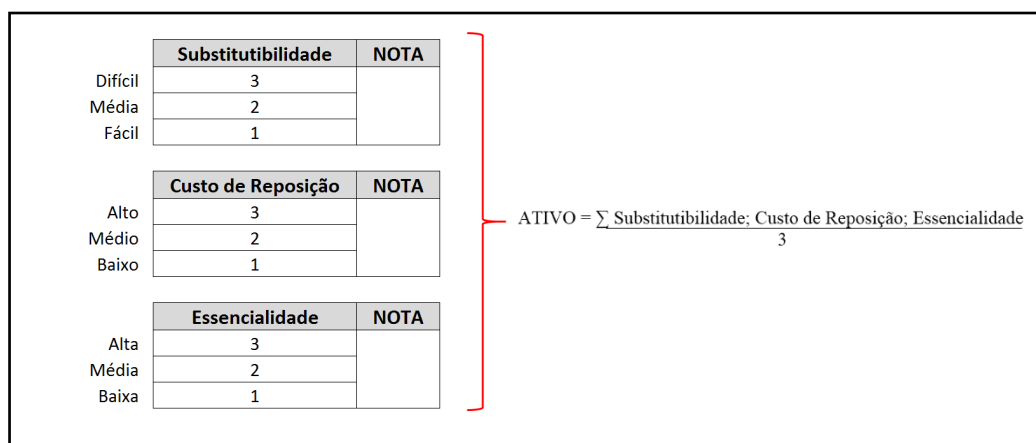 Substitutibilidade NOTA
Difícil 3
Média 2
Fácil 1
Custo de Reposição NOTA
Alto 3
Médio 2
Baixo 1
Essencialidade NOTA
Alta 3
Média 2
Baixa 1
ATIVO = ∑ Substitutibilidade; Custo de Reposição; Essencialidade
3